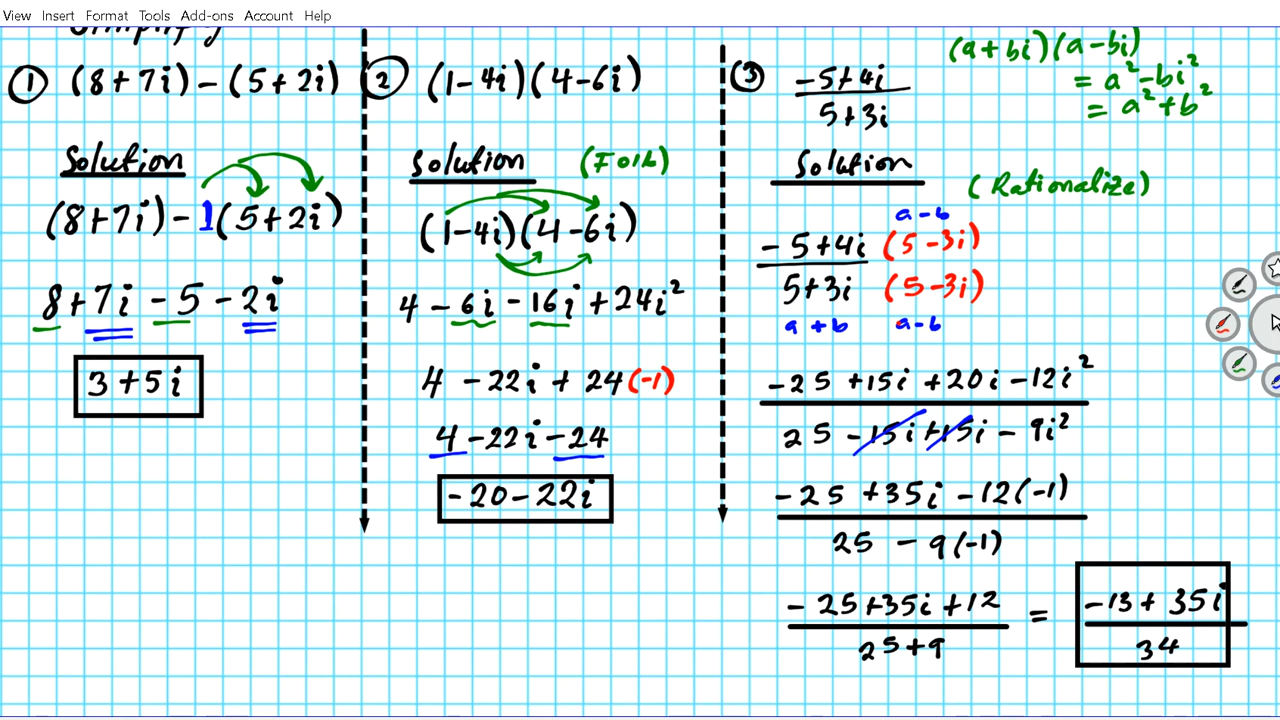 View Insert Format Tools Add-ons Account Help
Simplify
① (8 + 7i) - (5 + 2i)
Solution
(8+7i) - 1(5+2i)
8 + 7i - 5 - 2i
3 + 5i
② (1-4i)(4-6i)
Solution (FOIL)
(1-4i)(4-6i)
4 - 6i - 16i + 24i²
4 - 22i + 24(-1)
4 - 22i - 24
-20 - 22i
③ -5+4i
5+3i
(a+bi)(a-bi)
= a² - bi²
= a² + b²
Solution
(Rationalize)
a-b
-5+4i (5-3i)
5+3i (5-3i)
a+b a-b
-25 +15i +20i -12i²
25 -15i +15i - 9i²
-25 +35i -12(-1)
25 - 9(-1)
-25+35i+12 = -13 + 35i
25+9 34